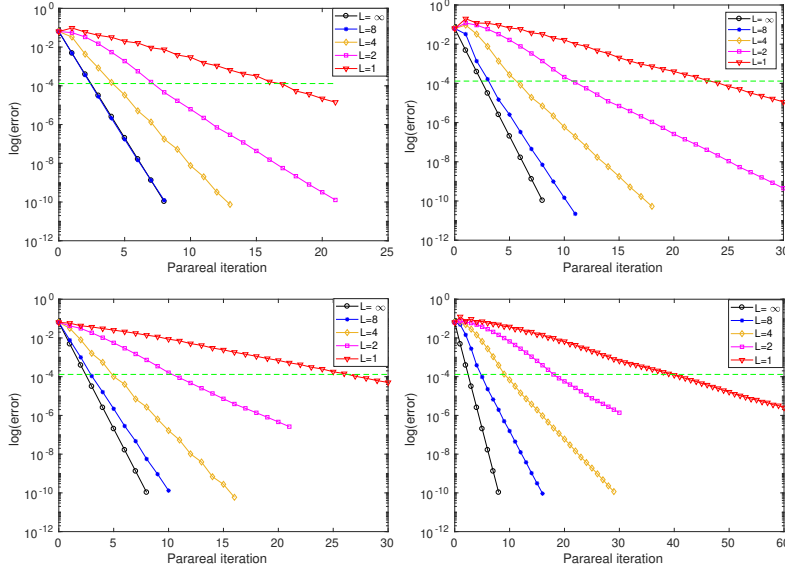 10^0
10^-2
10^-4
10^-6
10^-8
10^-10
10^-12
log(error)
0 5 10 15 20 25
Parareal iteration
L= ∞
L=8
L=4
L=2
L=1
10^0
10^-2
10^-4
10^-6
10^-8
10^-10
10^-12
log(error)
0 5 10 15 20 25 30
Parareal iteration
L= ∞
L=8
L=4
L=2
L=1
10^0
10^-2
10^-4
10^-6
10^-8
10^-10
10^-12
log(error)
0 5 10 15 20 25 30
Parareal iteration
L= ∞
L=8
L=4
L=2
L=1
10^0
10^-2
10^-4
10^-6
10^-8
10^-10
10^-12
log(error)
0 10 20 30 40 50 60
Parareal iteration
L= ∞
L=8
L=4
L=2
L=1